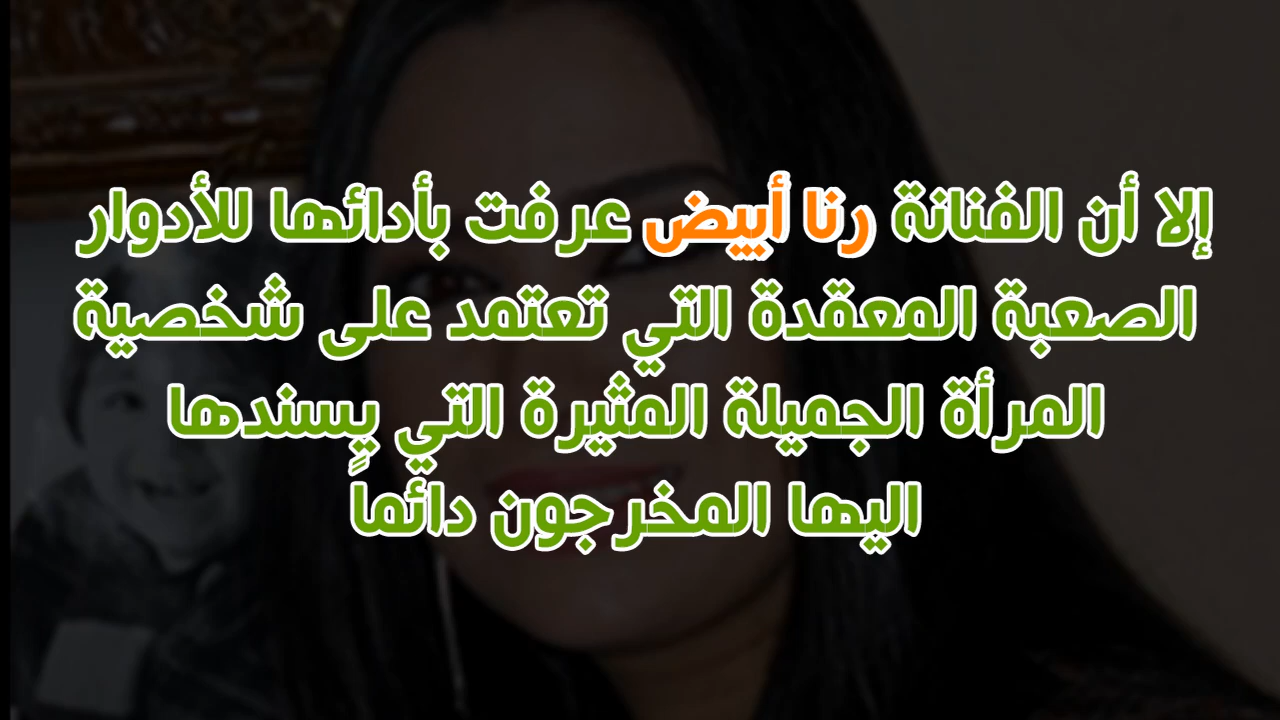 إلا أن الفنانة رنا أبيض عرفت بأدائها للأدوار
الصعبة المعقدة التي تعتمد على شخصية
المرأة الجميلة المثيرة التي يسندها
اليها المخرجون دائماً